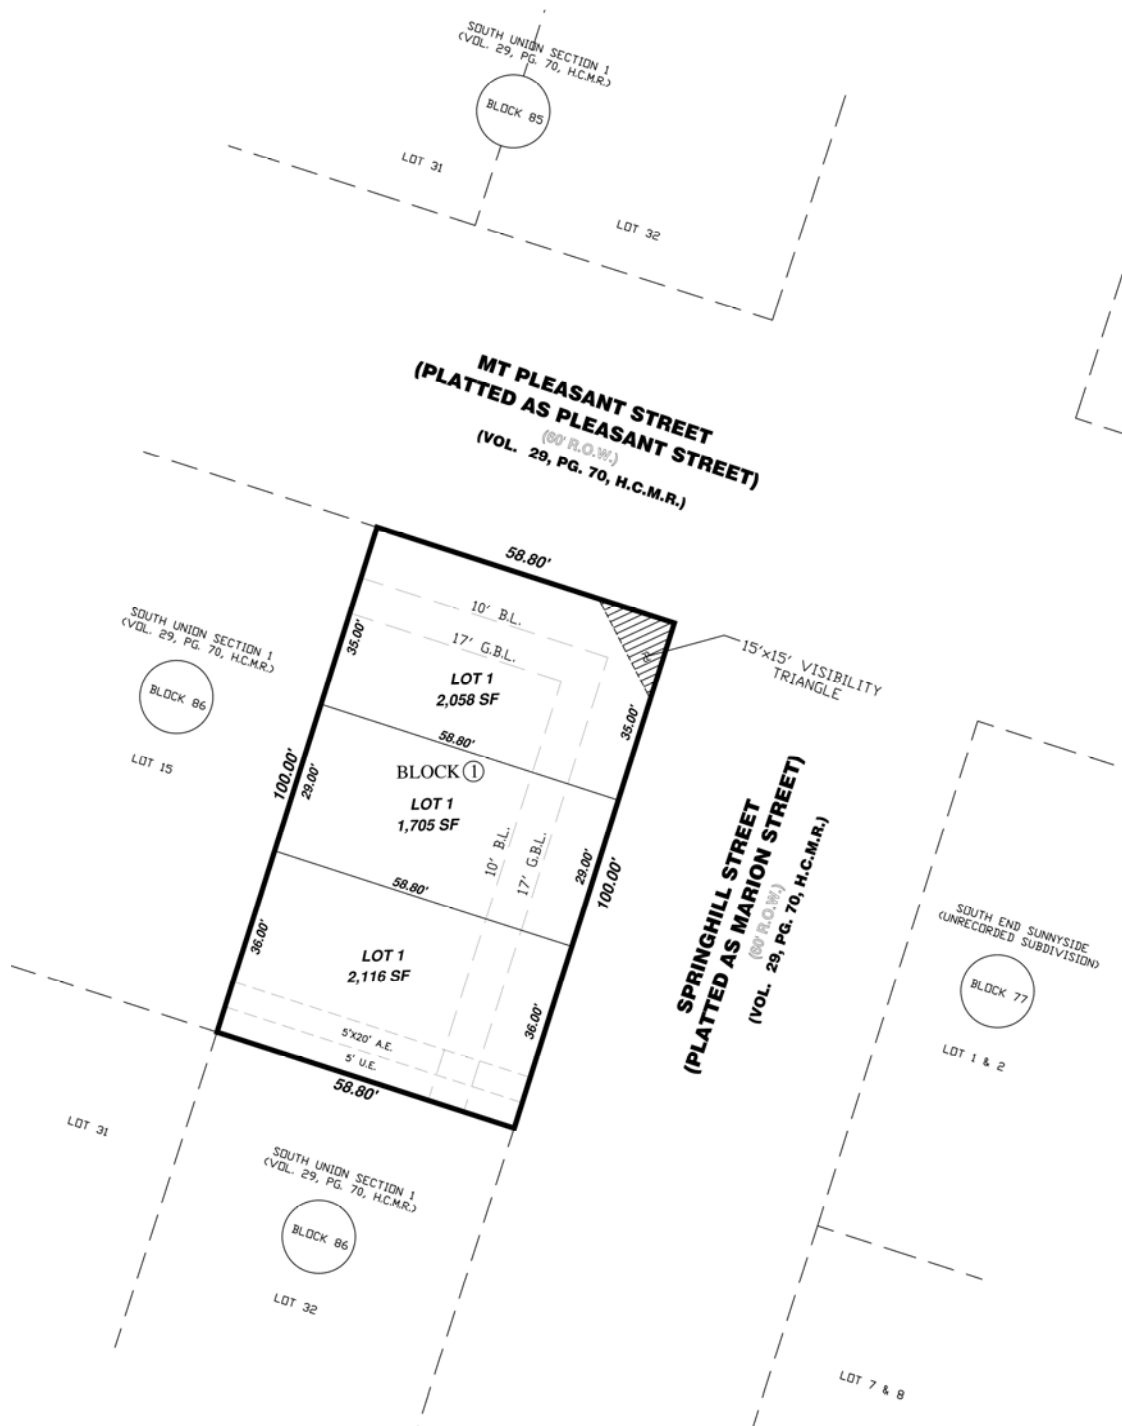 SOUTH UNION SECTION 1
(VOL. 29, PG. 70, H.C.M.R.)
BLOCK 85
LOT 31
LOT 32
MT PLEASANT STREET
(PLATTED AS PLEASANT STREET)
(60' R.O.W.)
(VOL. 29, PG. 70, H.C.M.R.)
58.80'
10' B.L.
17' G.B.L.
35.00'
LOT 1
2,058 SF
15'x15' VISIBILITY
TRIANGLE
35.00'
SOUTH UNION SECTION 1
(VOL. 29, PG. 70, H.C.M.R.)
BLOCK 86
LOT 15
58.80'
100.00'
29.00'
BLOCK 1
LOT 1
1,705 SF
10' B.L.
17' G.B.L.
29.00'
100.00'
58.80'
SPRINGHILL STREET
(PLATTED AS MARION STREET)
(60' R.O.W.)
(VOL. 29, PG. 70, H.C.M.R.)
36.00'
LOT 1
2,116 SF
36.00'
5'X20' A.E.
5' U.E.
58.80'
SOUTH END SUNNYSIDE
(UNRECORDED SUBDIVISION)
BLOCK 77
LOT 1 & 2
LOT 31
SOUTH UNION SECTION 1
(VOL. 29, PG. 70, H.C.M.R.)
BLOCK 86
LOT 32
LOT 7 & 8